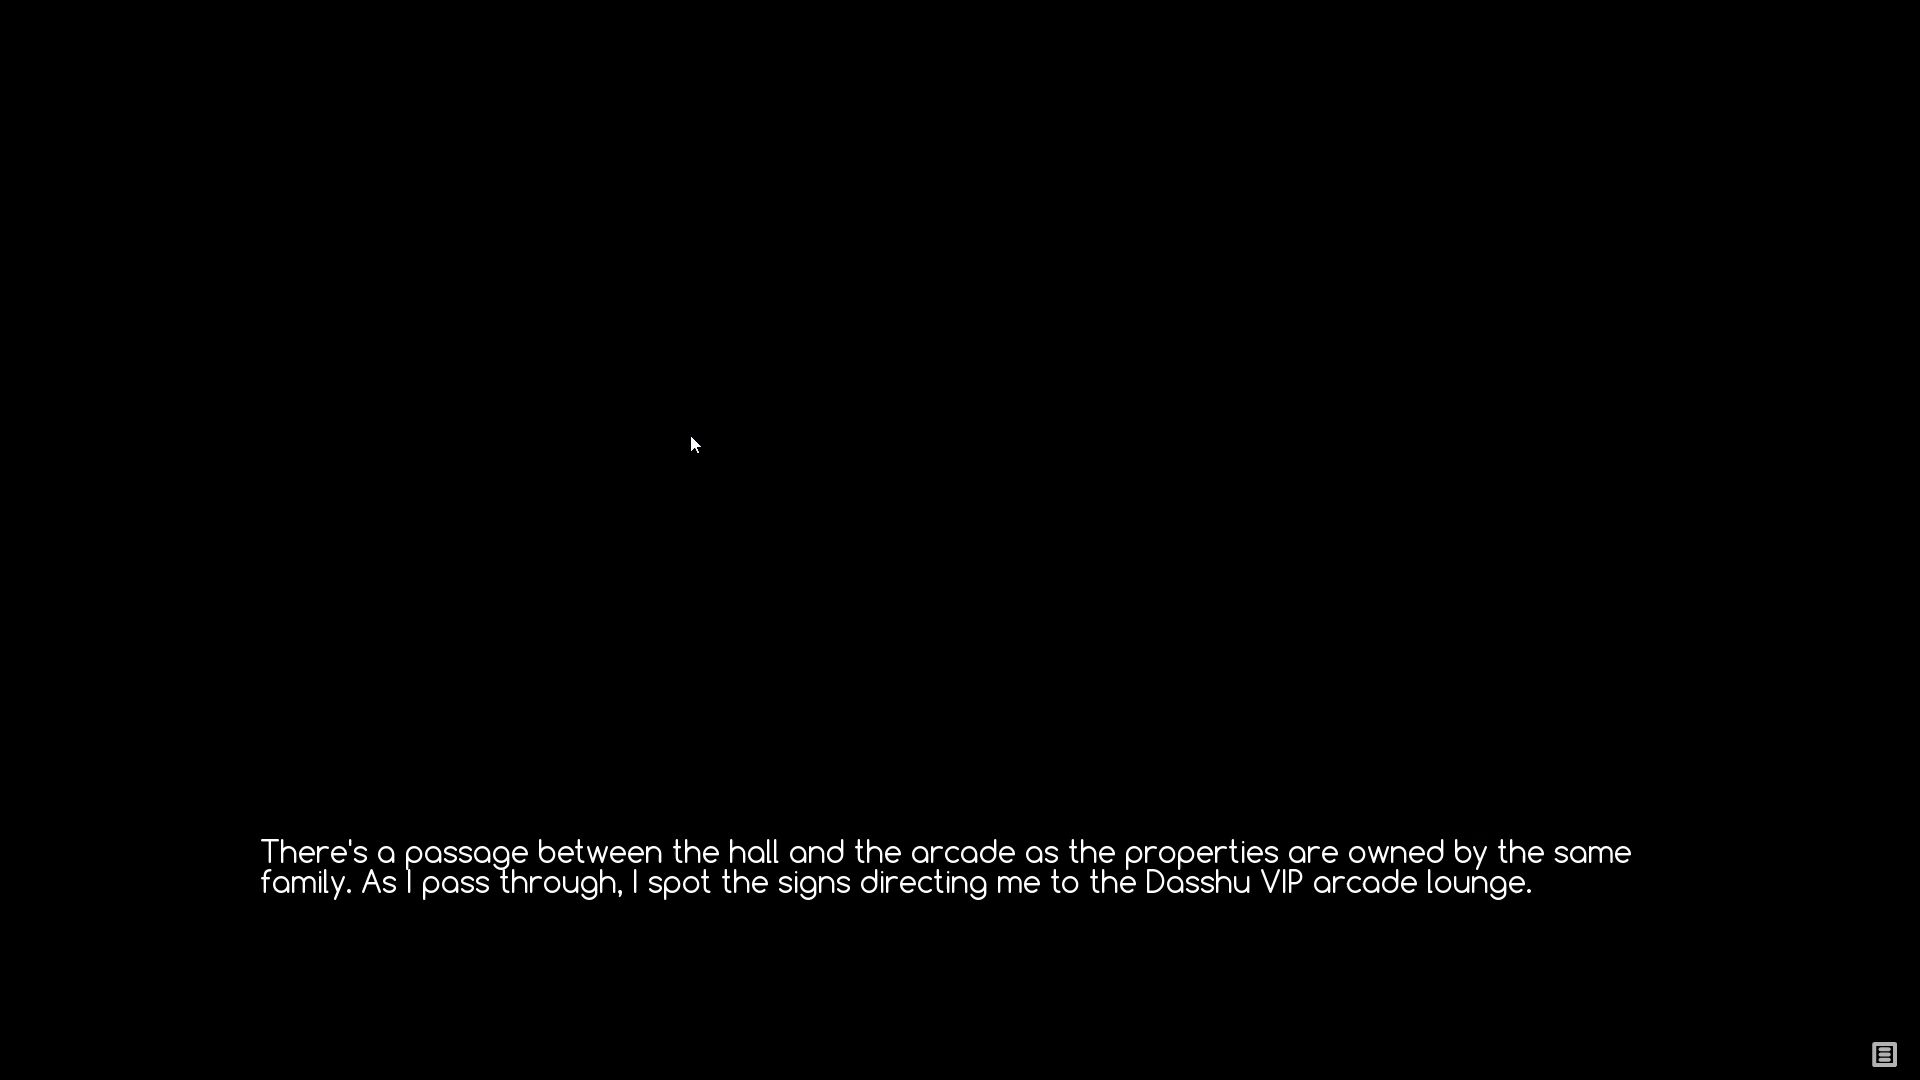 There's a passage between the hall and the arcade as the properties are owned by the same
family. As I pass through, I spot the signs directing me to the Dasshu VIP arcade lounge.